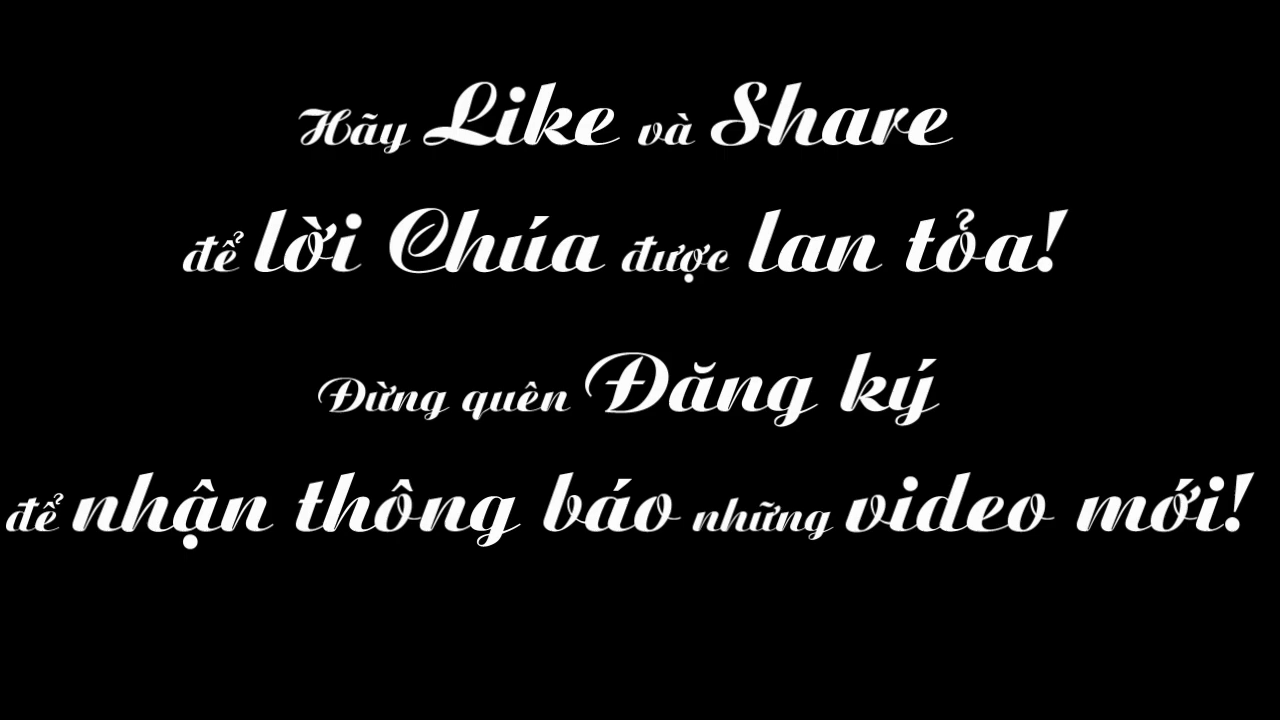 Hãy Like và Share
để lời Chúa được lan tỏa!
Đừng quên Đăng ký
để nhận thông báo những video mới!